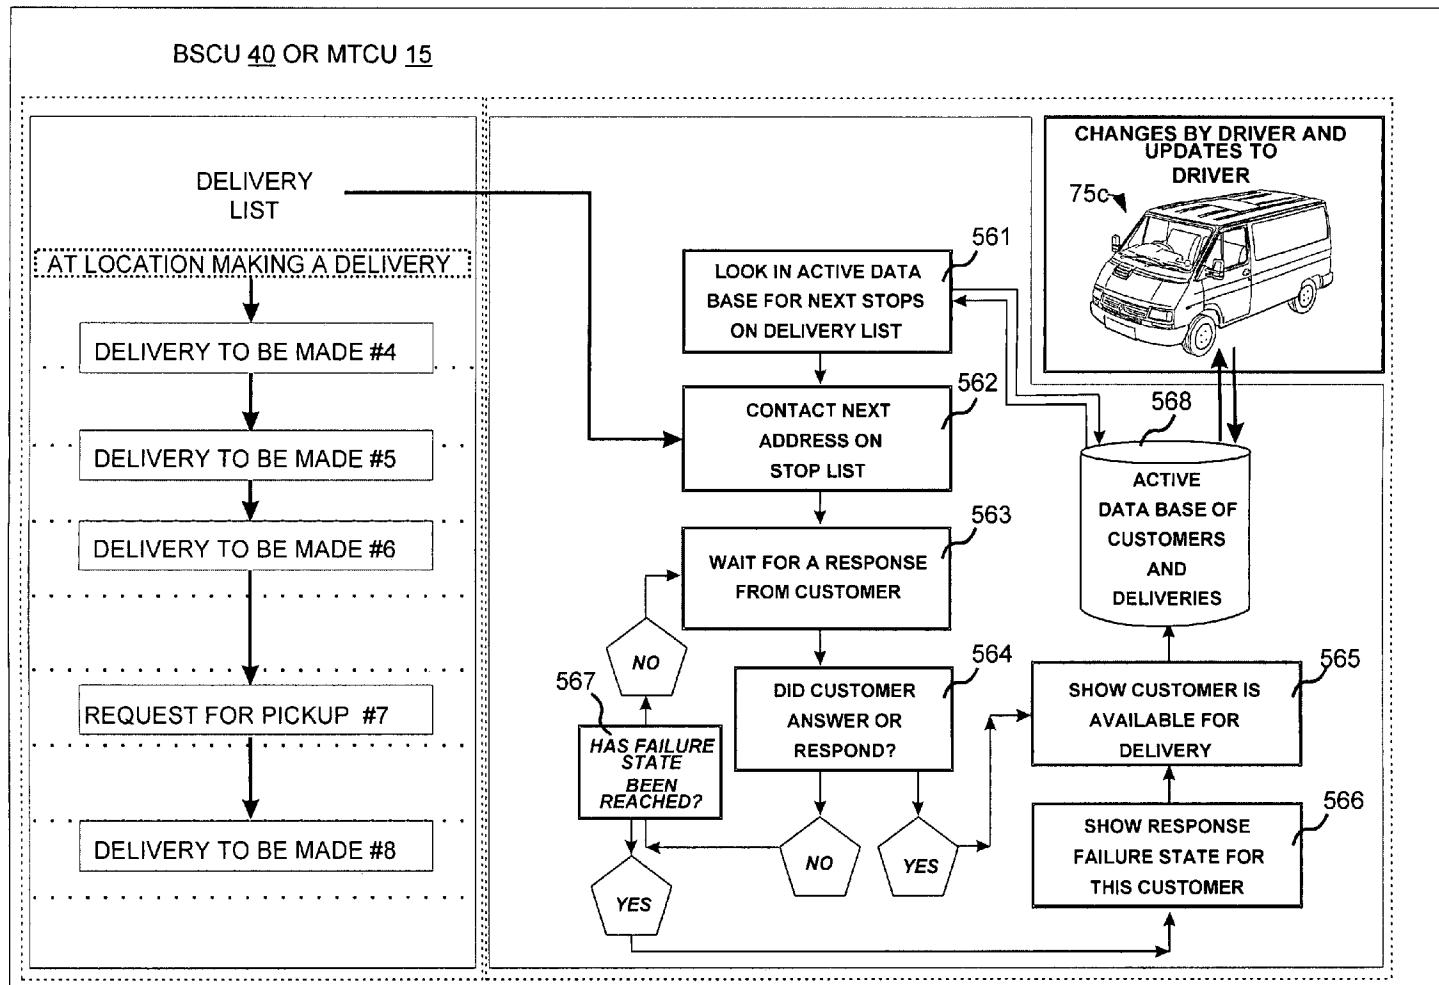 BSCU 40 OR MTCU 15
DELIVERY
LIST
AT LOCATION MAKING A DELIVERY
DELIVERY TO BE MADE #4
DELIVERY TO BE MADE #5
DELIVERY TO BE MADE #6
REQUEST FOR PICKUP #7
DELIVERY TO BE MADE #8
561
LOOK IN ACTIVE DATA
BASE FOR NEXT STOPS
ON DELIVERY LIST
562
CONTACT NEXT
ADDRESS ON
STOP LIST
563
WAIT FOR A RESPONSE
FROM CUSTOMER
NO
564
DID CUSTOMER
ANSWER OR
RESPOND?
567
HAS FAILURE
STATE
BEEN
REACHED?
NO
YES
YES
CHANGES BY DRIVER AND
UPDATES TO
DRIVER
75c
568
ACTIVE
DATA BASE OF
CUSTOMERS
AND
DELIVERIES
565
SHOW CUSTOMER IS
AVAILABLE FOR
DELIVERY
566
SHOW RESPONSE
FAILURE STATE FOR
THIS CUSTOMER